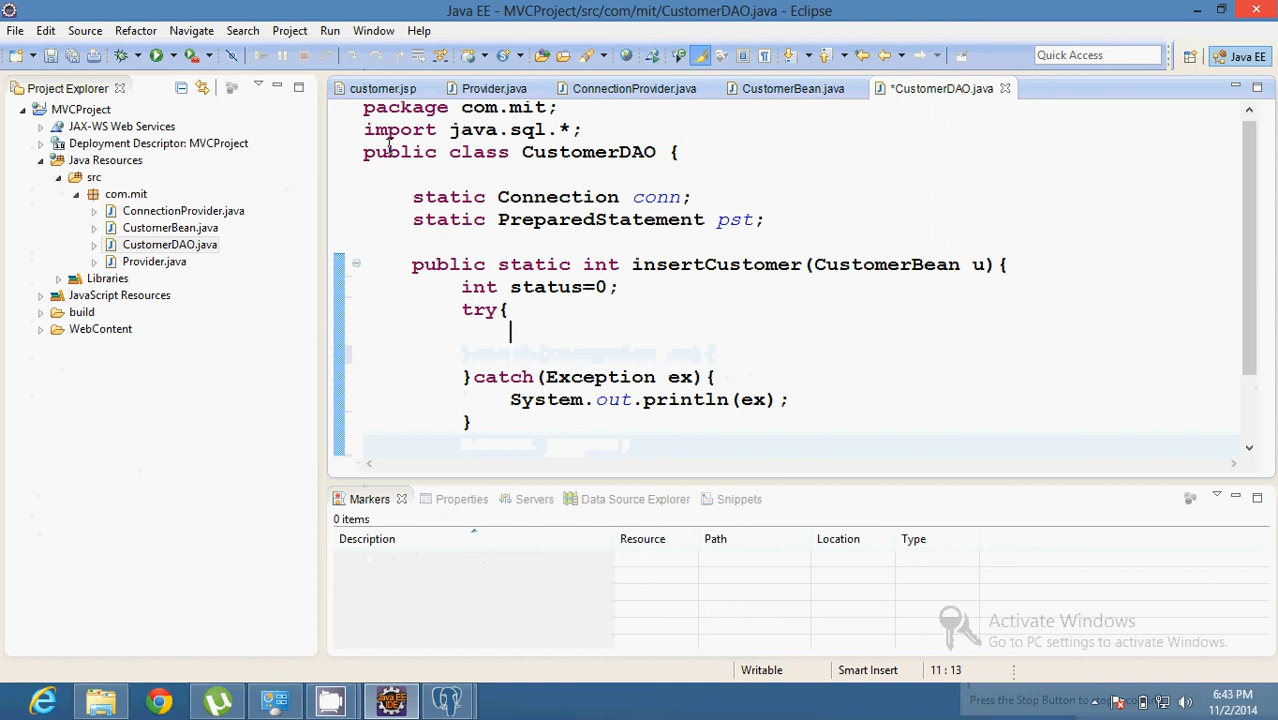 Java EE - MVCProject/src/com/mit/CustomerDAO.java - Eclipse
File Edit Source Refactor Navigate Search Project Run Window Help
Quick Access
Java EE
Project Explorer
MVCProject
JAX-WS Web Services
Deployment Descriptor: MVCProject
Java Resources
src
com.mit
ConnectionProvider.java
CustomerBean.java
CustomerDAO.java
Provider.java
Libraries
JavaScript Resources
build
WebContent
customer.jsp Provider.java ConnectionProvider.java CustomerBean.java *CustomerDAO.java
package com.mit;
import java.sql.*;
public class CustomerDAO {
static Connection conn;
static PreparedStatement pst;
public static int insertCustomer(CustomerBean u){
int status=0;
try{
}catch(Exception ex){
System.out.println(ex);
}
Markers Properties Servers Data Source Explorer Snippets
0 items
Description Resource Path Location Type
Activate Windows
Go to PC settings to activate Windows.
Writable Smart Insert 11 : 13
Press the Stop Button to
6:43 PM
11/2/2014